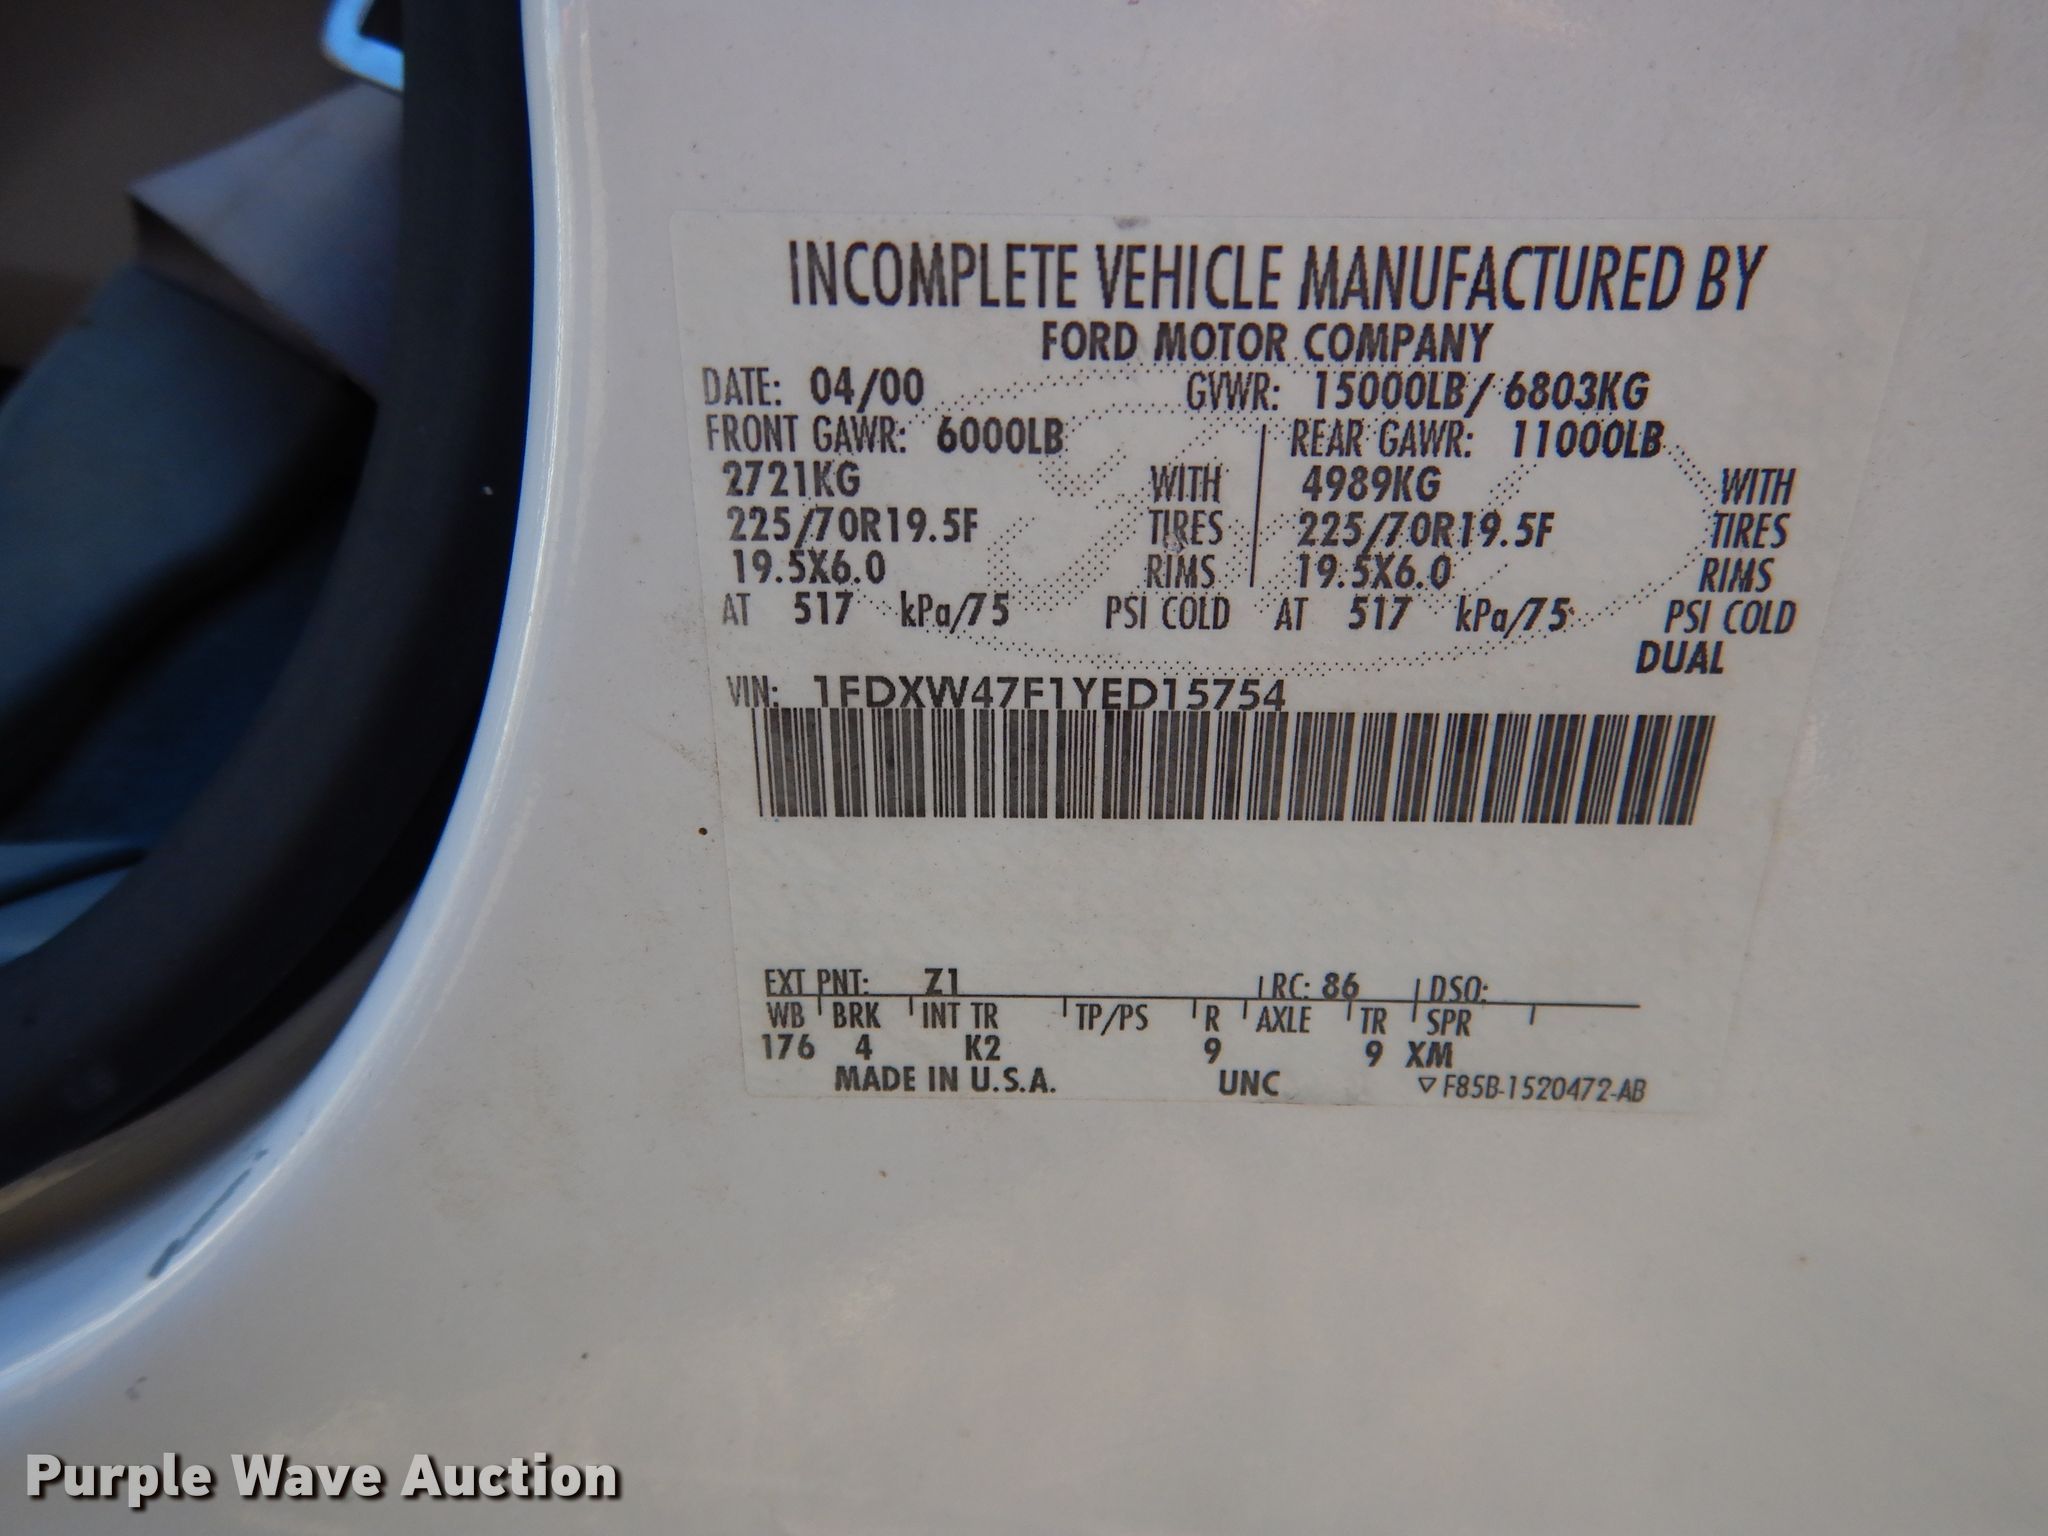 INCOMPLETE VEHICLE MANUFACTURED BY
FORD MOTOR COMPANY
DATE: 04/00 GVWR: 15000LB/ 6803KG
FRONT GAWR: 6000LB REAR GAWR: 11000LB
2721KG WITH 4989KG WITH
225/70R19.5F TIRES 225/70R19.5F TIRES
19.5X6.0 RIMS 19.5X6.0 RIMS
AT 517 kPa/75 PSI COLD AT 517 kPa/75 PSI COLD
DUAL
VIN: 1FDXW47F1YED15754
EXT PNT: Z1 RC: 86 DSO:
WB BRK INT TR TP/PS R AXLE TR SPR
176 4 K2 9 9 XM
MADE IN U.S.A. UNC ▽ F85B-1520472-AB
Purple Wave Auction